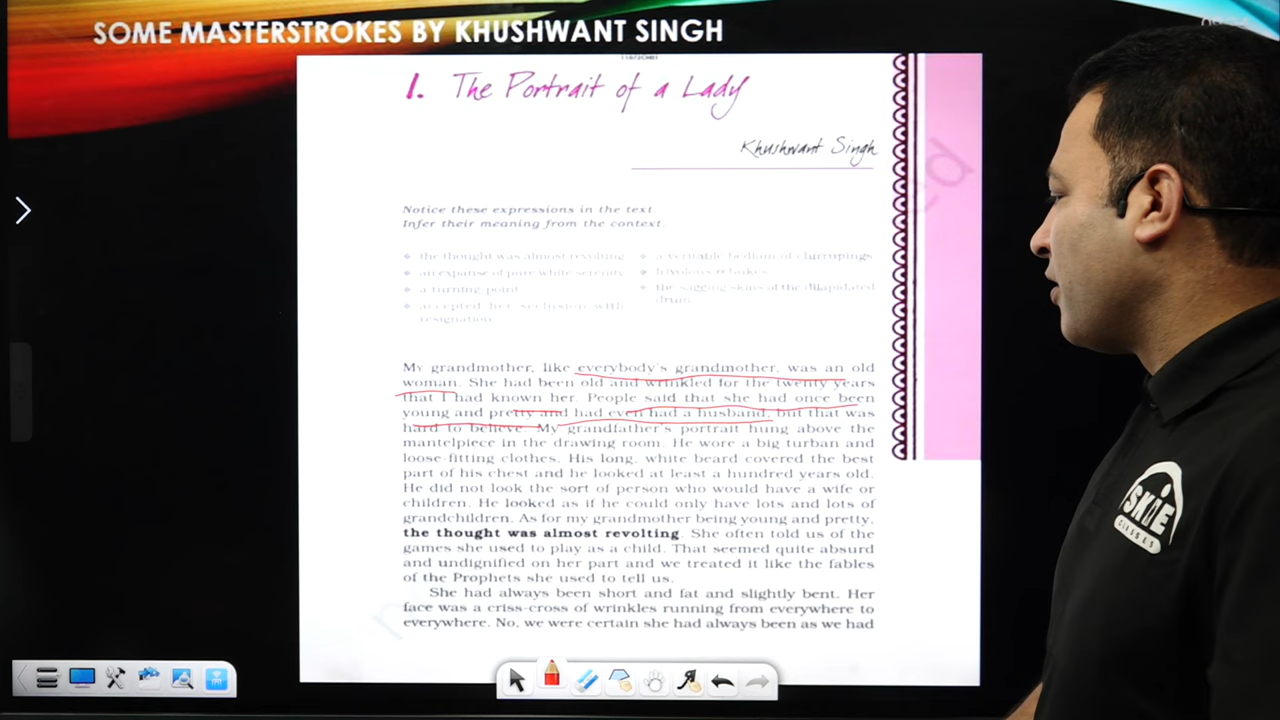 SOME MASTERSTROKES BY KHUSHWANT SINGH
1. The Portrait of a Lady
Khushwant Singh
Notice these expressions in the text
Infer their meaning from the context.
❖ the thought was almost revolting
❖ an expanse of pure white serenity
❖ a turning-point
❖ accepted her seclusion with
resignation
❖ a veritable bedlam of chirrupings
❖ frivolous rebukes
❖ the sagging skins of the dilapidated
drum
My grandmother, like everybody's grandmother, was an old
woman. She had been old and wrinkled for the twenty years
that I had known her. People said that she had once been
young and pretty and had even had a husband, but that was
hard to believe. My grandfather's portrait hung above the
mantelpiece in the drawing room. He wore a big turban and
loose-fitting clothes. His long, white beard covered the best
part of his chest and he looked at least a hundred years old.
He did not look the sort of person who would have a wife or
children. He looked as if he could only have lots and lots of
grandchildren. As for my grandmother being young and pretty,
the thought was almost revolting. She often told us of the
games she used to play as a child. That seemed quite absurd
and undignified on her part and we treated it like the fables
of the Prophets she used to tell us.
She had always been short and fat and slightly bent. Her
face was a criss-cross of wrinkles running from everywhere to
everywhere. No, we were certain she had always been as we had
SKIE
CLASSES